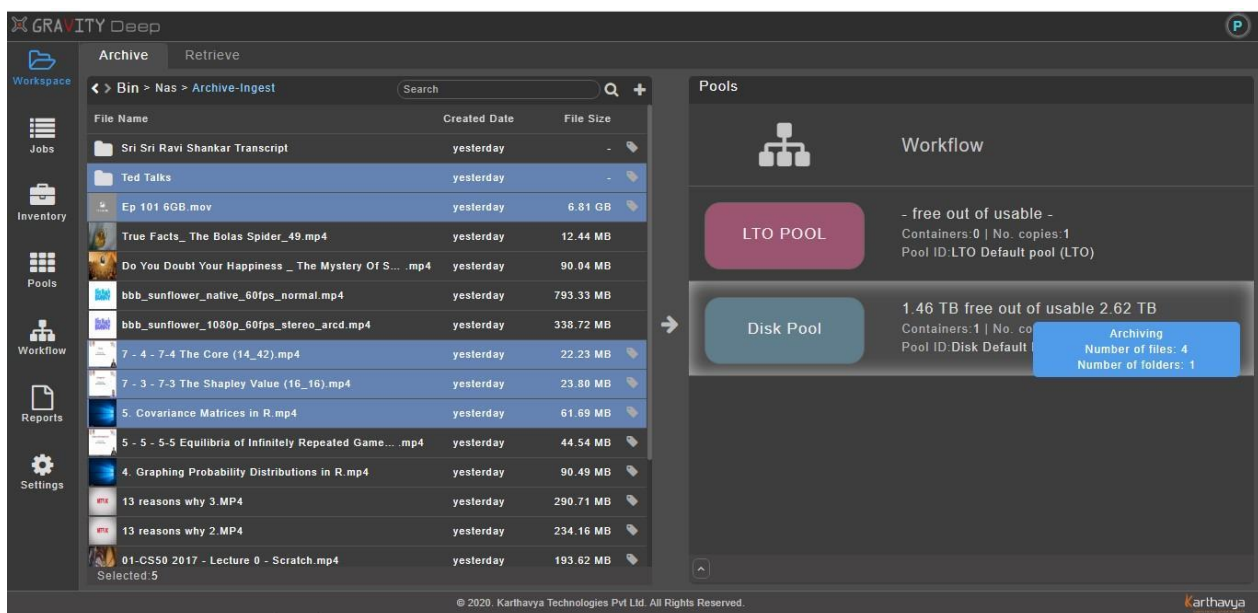 GRAVITY Deep
P
Archive Retrieve
Workspace
Jobs
Inventory
Pools
Workflow
Reports
Settings
Bin > Nas > Archive-Ingest Search
File Name Created Date File Size
Sri Sri Ravi Shankar Transcript yesterday -
Ted Talks yesterday -
Ep 101 6GB.mov yesterday 6.81 GB
True Facts_ The Bolas Spider_49.mp4 yesterday 12.44 MB
Do You Doubt Your Happiness _ The Mystery Of S... .mp4 yesterday 90.04 MB
bbb_sunflower_native_60fps_normal.mp4 yesterday 793.33 MB
bbb_sunflower_1080p_60fps_stereo_arcd.mp4 yesterday 338.72 MB
7 - 4 - 7-4 The Core (14_42).mp4 yesterday 22.23 MB
7 - 3 - 7-3 The Shapley Value (16_16).mp4 yesterday 23.80 MB
5. Covariance Matrices in R.mp4 yesterday 61.69 MB
5 - 5 - 5-5 Equilibria of Infinitely Repeated Game... .mp4 yesterday 44.54 MB
4. Graphing Probability Distributions in R.mp4 yesterday 90.49 MB
13 reasons why 3.MP4 yesterday 290.71 MB
13 reasons why 2.MP4 yesterday 234.16 MB
01-CS50 2017 - Lecture 0 - Scratch.mp4 yesterday 193.62 MB
Selected:5
Pools
Workflow
LTO POOL
- free out of usable -
Containers:0 | No. copies:1
Pool ID:LTO Default pool (LTO)
Disk Pool
1.46 TB free out of usable 2.62 TB
Containers:1 | No. co
Pool ID:Disk Default
Archiving
Number of files: 4
Number of folders: 1
© 2020. Karthavya Technologies Pvt Ltd. All Rights Reserved.
Karthavya